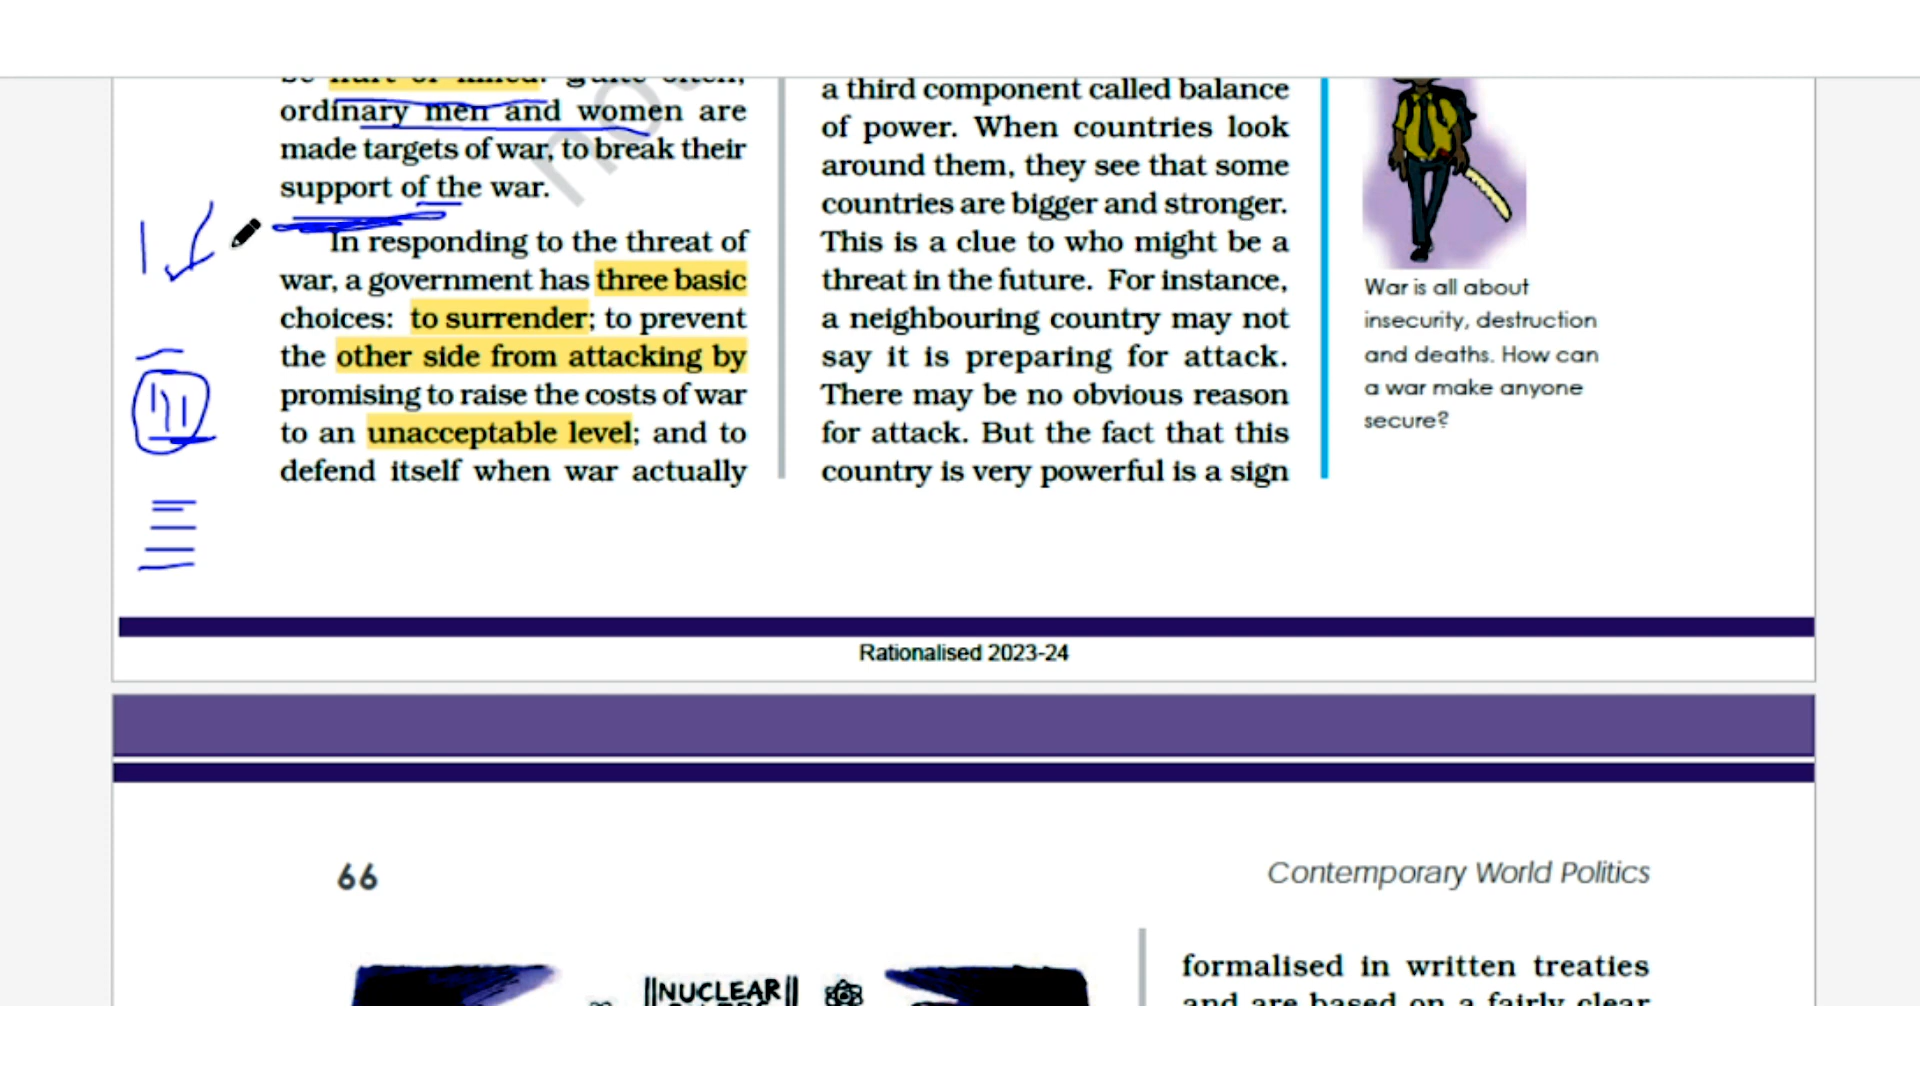 ordinary men and women are
made targets of war, to break their
support of the war.
In responding to the threat of
war, a government has three basic
choices: to surrender; to prevent
the other side from attacking by
promising to raise the costs of war
to an unacceptable level; and to
defend itself when war actually
a third component called balance
of power. When countries look
around them, they see that some
countries are bigger and stronger.
This is a clue to who might be a
threat in the future. For instance,
a neighbouring country may not
say it is preparing for attack.
There may be no obvious reason
for attack. But the fact that this
country is very powerful is a sign
War is all about
insecurity, destruction
and deaths. How can
a war make anyone
secure?
Rationalised 2023-24
66
Contemporary World Politics
NUCLEAR
formalised in written treaties
and are based on a fairly clear